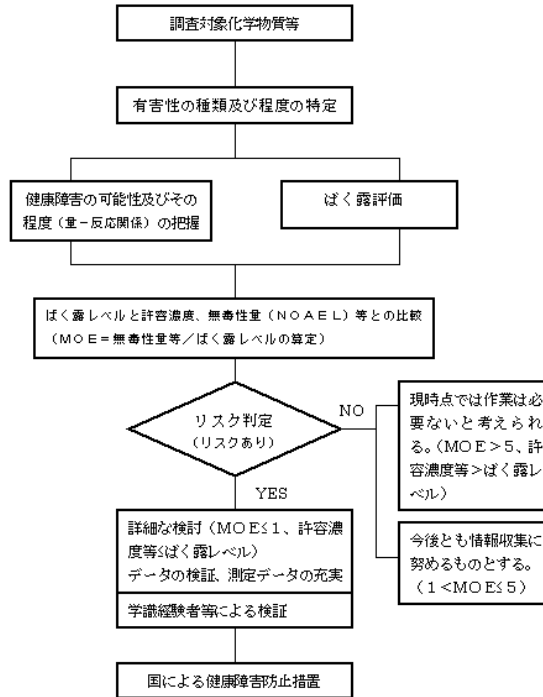 調査対象化学物質等
有害性の種類及び程度の特定
健康障害の可能性及びその
程度（量－反応関係）の把握
ばく露評価
ばく露レベルと許容濃度、無毒性量（NOAEL）等との比較
（MOE＝無毒性量等／ばく露レベルの算定）
リスク判定
（リスクあり）
NO
現時点では作業は必
要ないと考えられ
る。（MOE＞5、許
容濃度等＞ばく露レ
ベル）
今後とも情報収集に
努めるものとする。
（1＜MOE≦5）
YES
詳細な検討（MOE≦1、許容濃
度等≦ばく露レベル）
データの検証、測定データの充実
学識経験者等による検証
国による健康障害防止措置